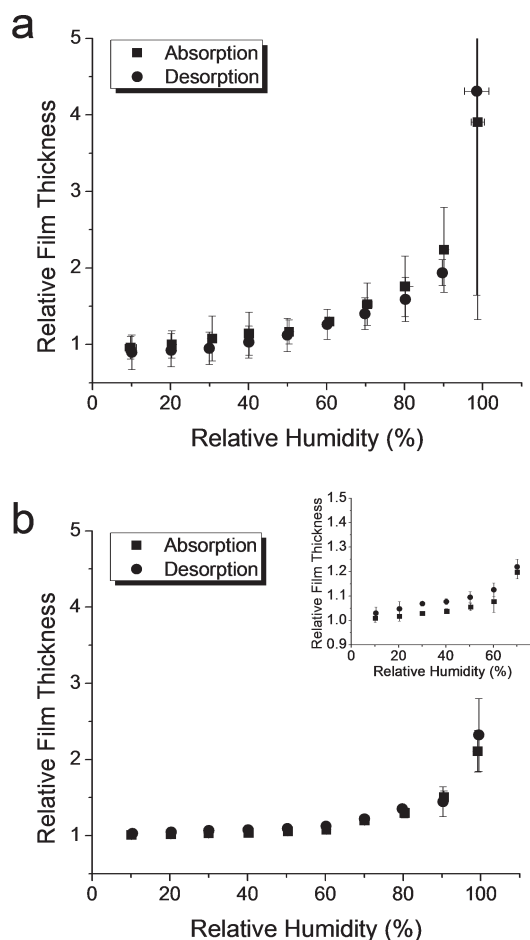 a
5
4
3
2
1
Relative Film Thickness
Absorption
Desorption
0 20 40 60 80 100
Relative Humidity (%)
b
5
4
3
2
1
Relative Film Thickness
Absorption
Desorption
1.5
1.4
1.3
1.2
1.1
1.0
0.9
Relative Film Thickness
0 20 40 60
Relative Humidity (%)
0 20 40 60 80 100
Relative Humidity (%)